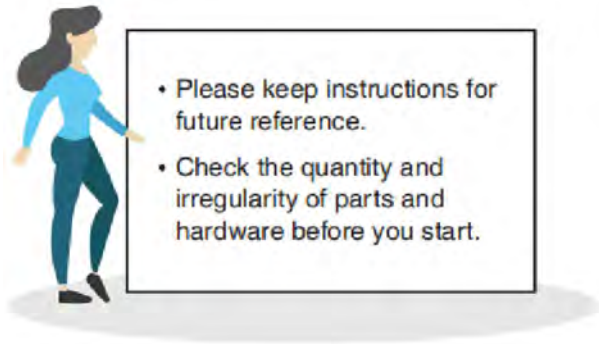 • Please keep instructions for
future reference.
• Check the quantity and
irregularity of parts and
hardware before you start.